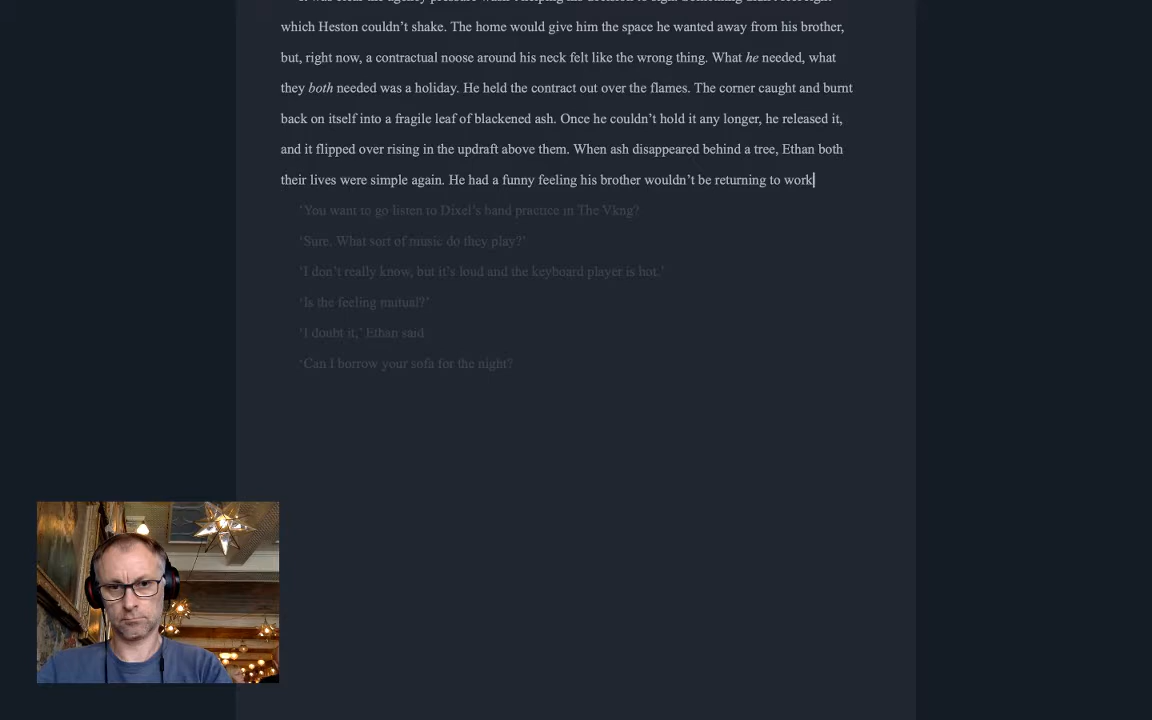 which Heston couldn’t shake. The home would give him the space he wanted away from his brother,
but, right now, a contractual noose around his neck felt like the wrong thing. What he needed, what
they both needed was a holiday. He held the contract out over the flames. The corner caught and burnt
back on itself into a fragile leaf of blackened ash. Once he couldn’t hold it any longer, he released it,
and it flipped over rising in the updraft above them. When ash disappeared behind a tree, Ethan both
their lives were simple again. He had a funny feeling his brother wouldn’t be returning to work
‘You want to go listen to Dixel’s band practice in The Vkng?
‘Sure. What sort of music do they play?’
‘I don’t really know, but it’s loud and the keyboard player is hot.’
‘Is the feeling mutual?’
‘I doubt it,’ Ethan said
‘Can I borrow your sofa for the night?